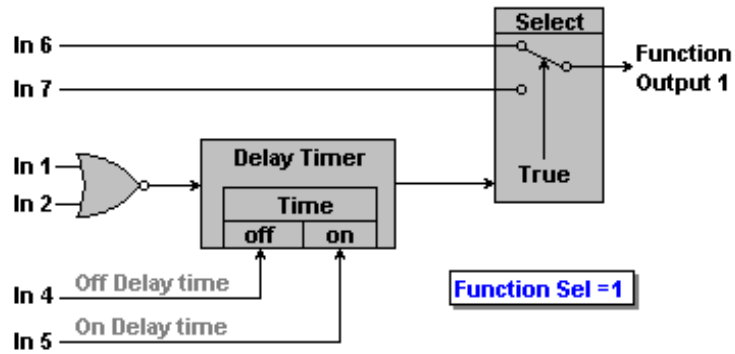 Select
In 6
Function
Output 1
In 7
In 1
Delay Timer
True
In 2
Time
off on
Off Delay time
In 4
Function Sel =1
On Delay time
In 5